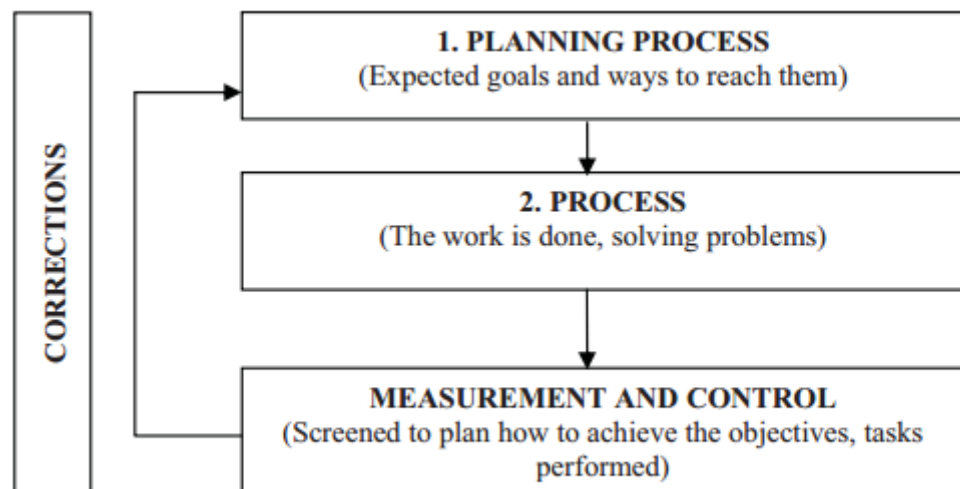 1. PLANNING PROCESS
(Expected goals and ways to reach them)
CORRECTIONS
2. PROCESS
(The work is done, solving problems)
MEASUREMENT AND CONTROL
(Screened to plan how to achieve the objectives, tasks
performed)